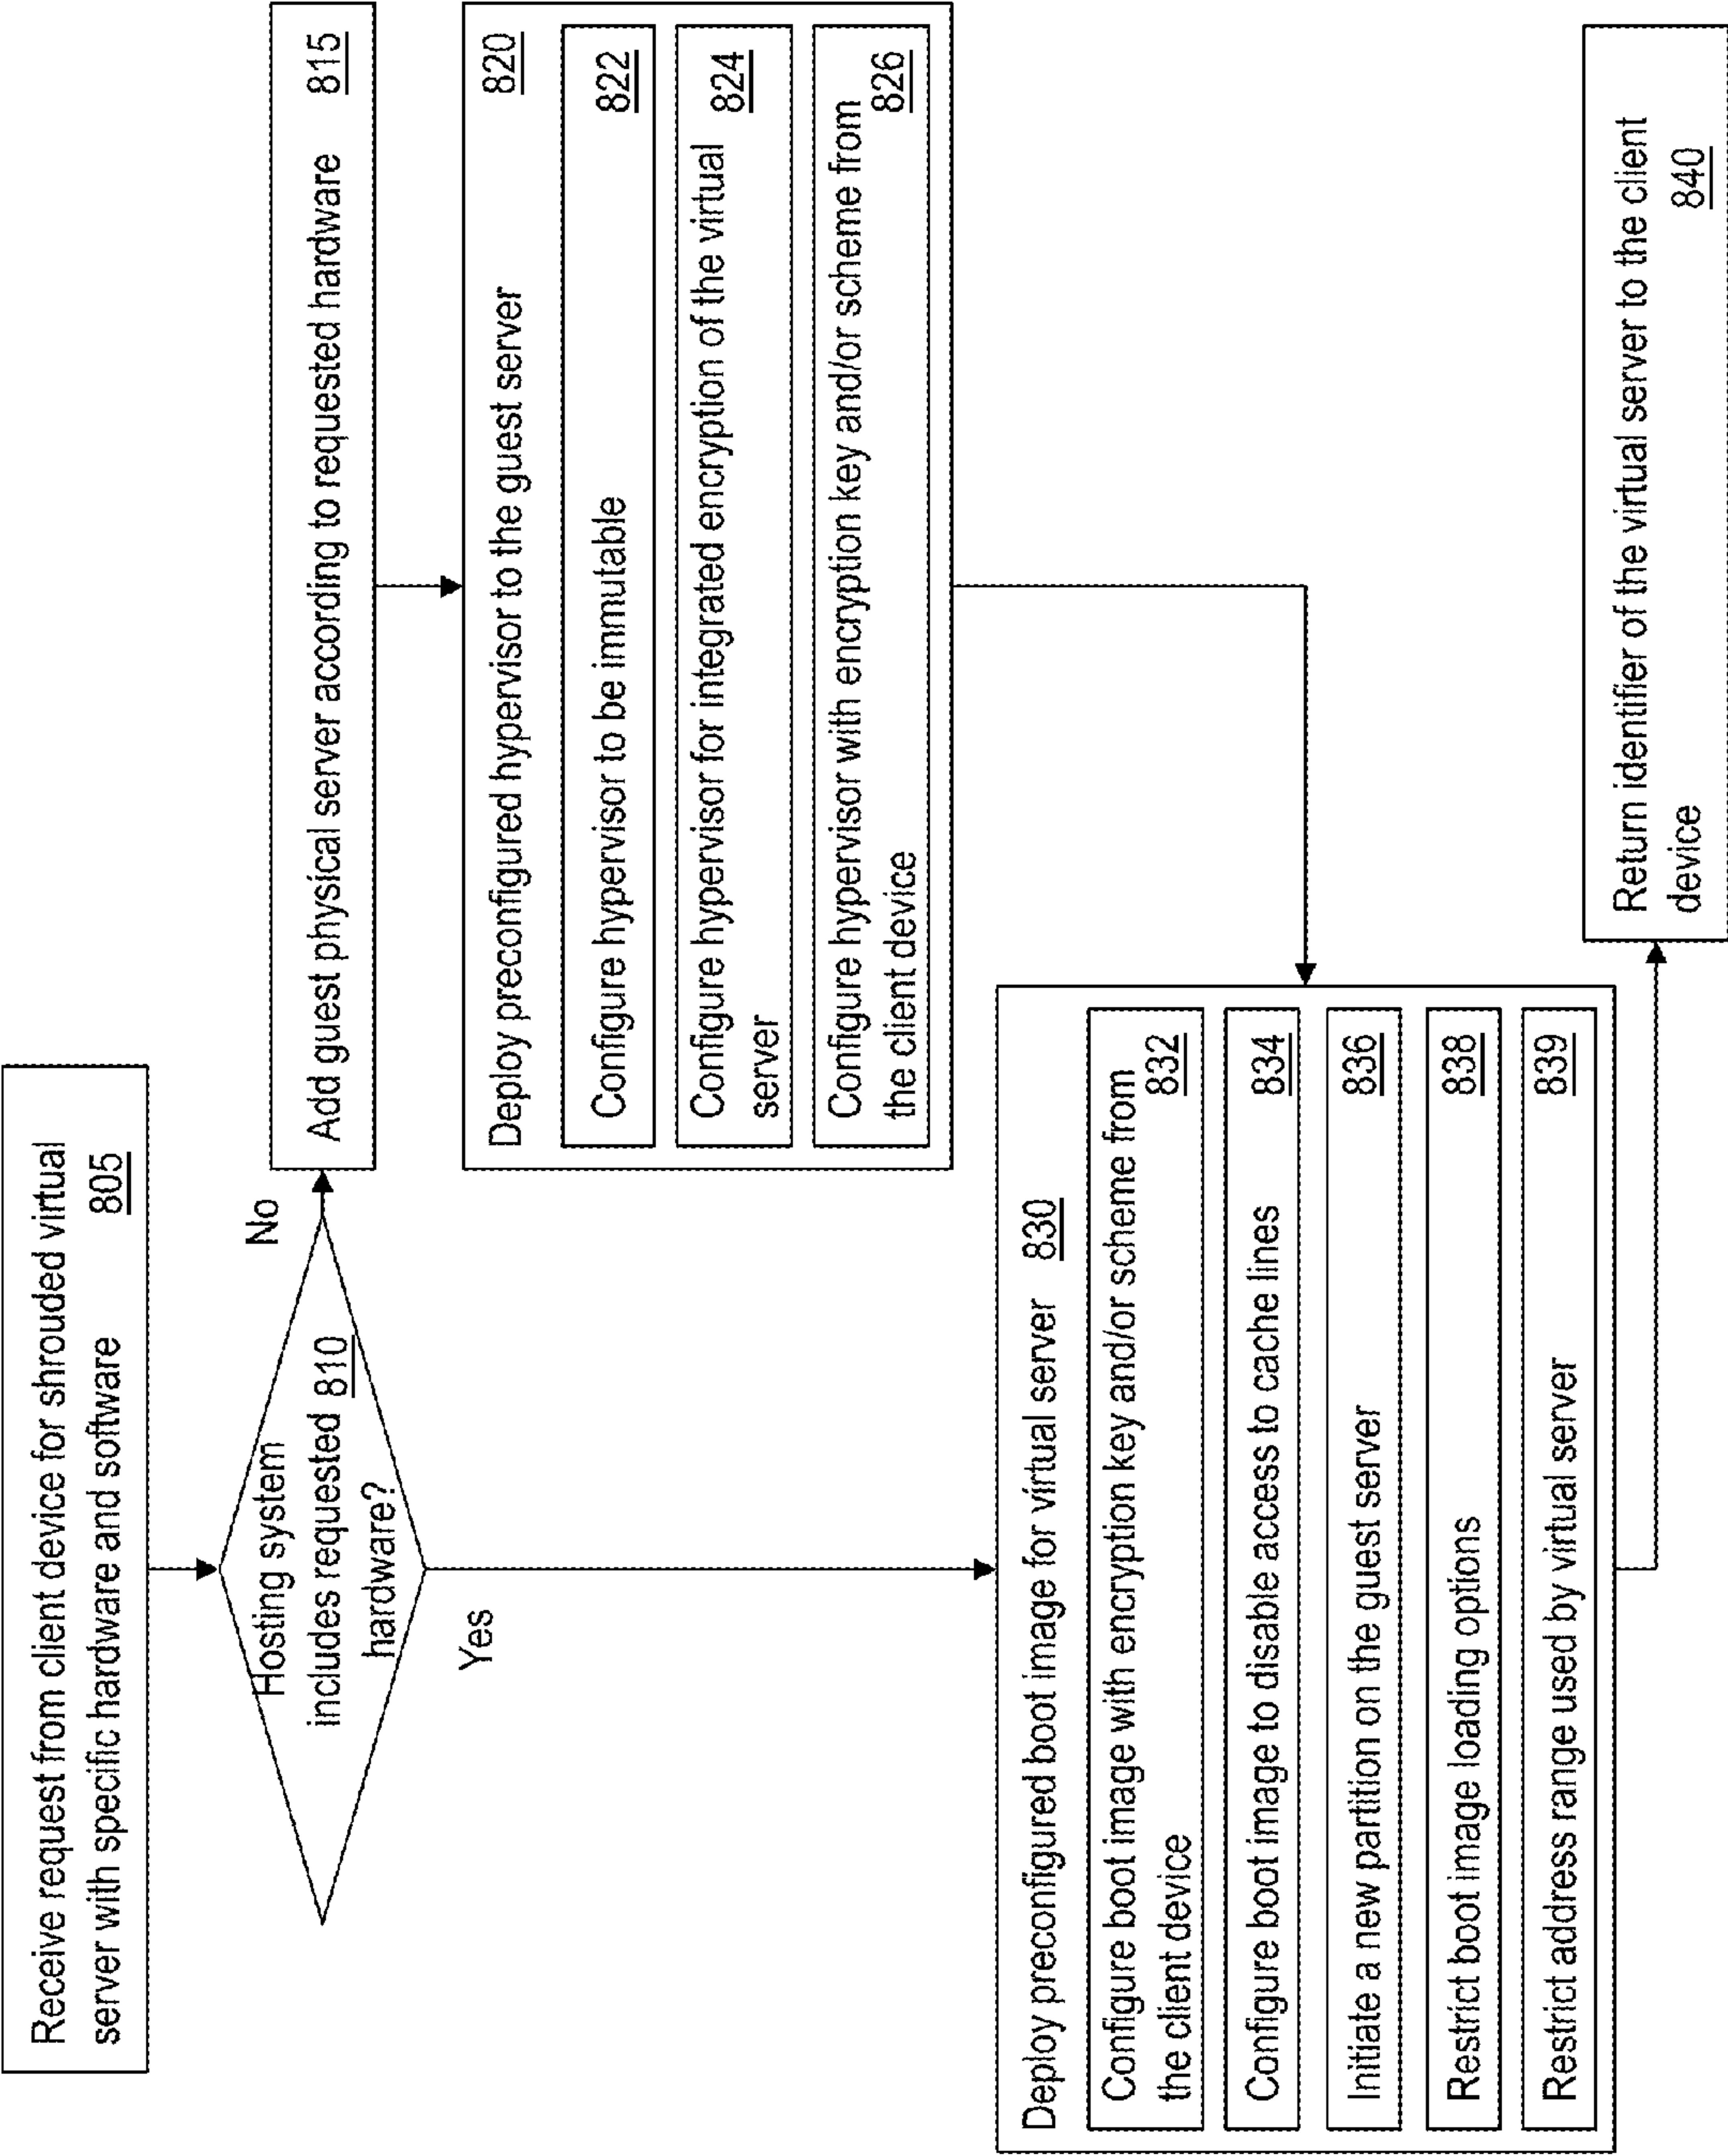 Receive request from client device for shrouded virtual
server with specific hardware and software 805
Hosting system
includes requested 810
hardware?
No
Yes
Add guest physical server according to requested hardware 815
Deploy preconfigured hypervisor to the guest server 820
Configure hypervisor to be immutable 822
Configure hypervisor for integrated encryption of the virtual
server 824
Configure hypervisor with encryption key and/or scheme from
the client device 826
Deploy preconfigured boot image for virtual server 830
Configure boot image with encryption key and/or scheme from
the client device 832
Configure boot image to disable access to cache lines 834
Initiate a new partition on the guest server 836
Restrict boot image loading options 838
Restrict address range used by virtual server 839
Return identifier of the virtual server to the client
device 840